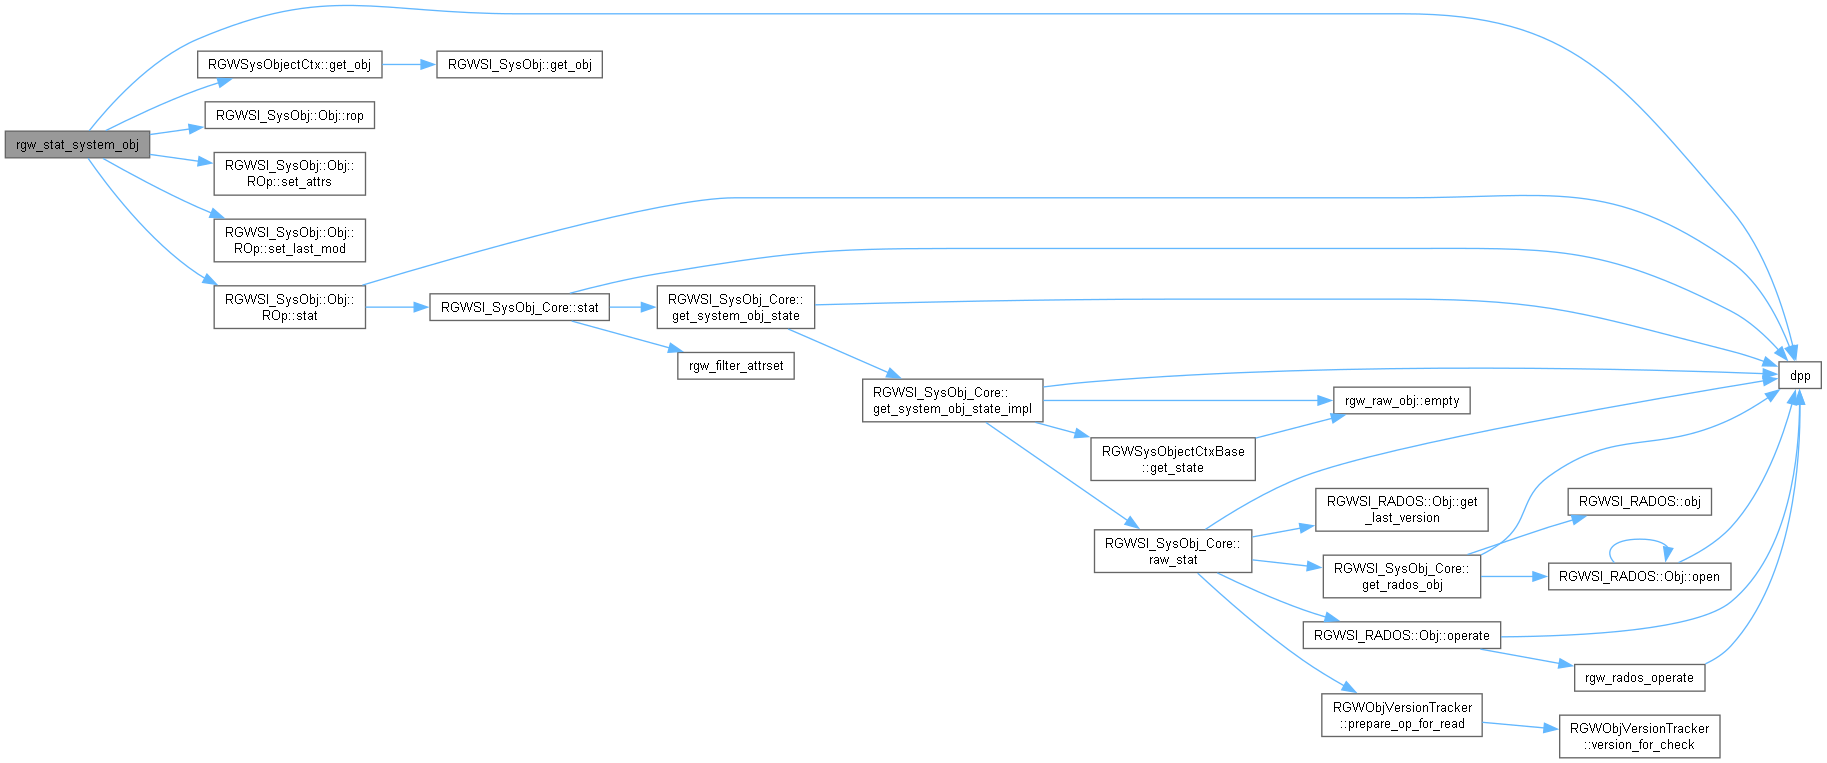 rgw_stat_system_obj
RGWSysObjectCtx::get_obj
RGWSI_SysObj::get_obj
RGWSI_SysObj::Obj::rop
RGWSI_SysObj::Obj::
ROp::set_attrs
RGWSI_SysObj::Obj::
ROp::set_last_mod
RGWSI_SysObj::Obj::
ROp::stat
RGWSI_SysObj_Core::stat
RGWSI_SysObj_Core::
get_system_obj_state
rgw_filter_attrset
RGWSI_SysObj_Core::
get_system_obj_state_impl
dpp
rgw_raw_obj::empty
RGWSysObjectCtxBase
::get_state
RGWSI_SysObj_Core::
raw_stat
RGWSI_RADOS::Obj::get
_last_version
RGWSI_SysObj_Core::
get_rados_obj
RGWSI_RADOS::obj
RGWSI_RADOS::Obj::open
RGWSI_RADOS::Obj::operate
rgw_rados_operate
RGWObjVersionTracker
::prepare_op_for_read
RGWObjVersionTracker
::version_for_check